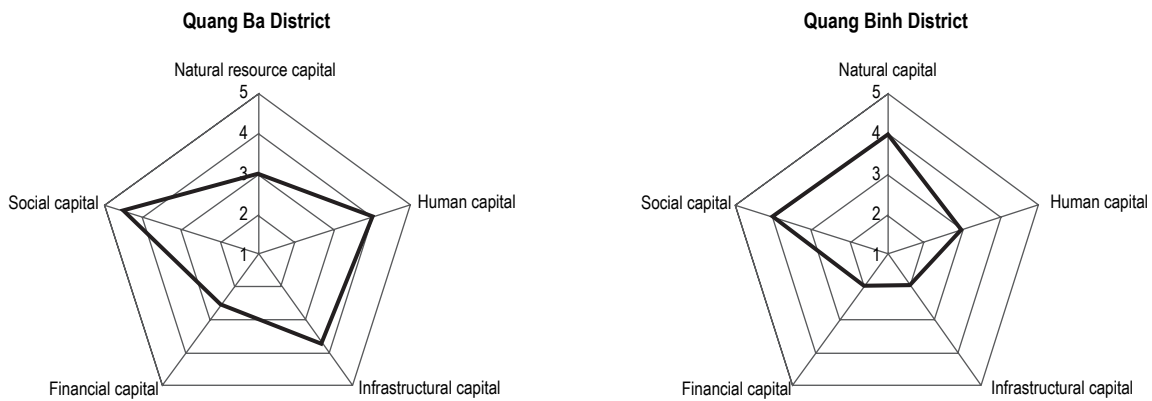 Quang Ba District
Natural resource capital
5
4
3
2
1
Social capital
Human capital
Financial capital
Infrastructural capital
Quang Binh District
Natural capital
5
4
3
2
1
Social capital
Human capital
Financial capital
Infrastructural capital